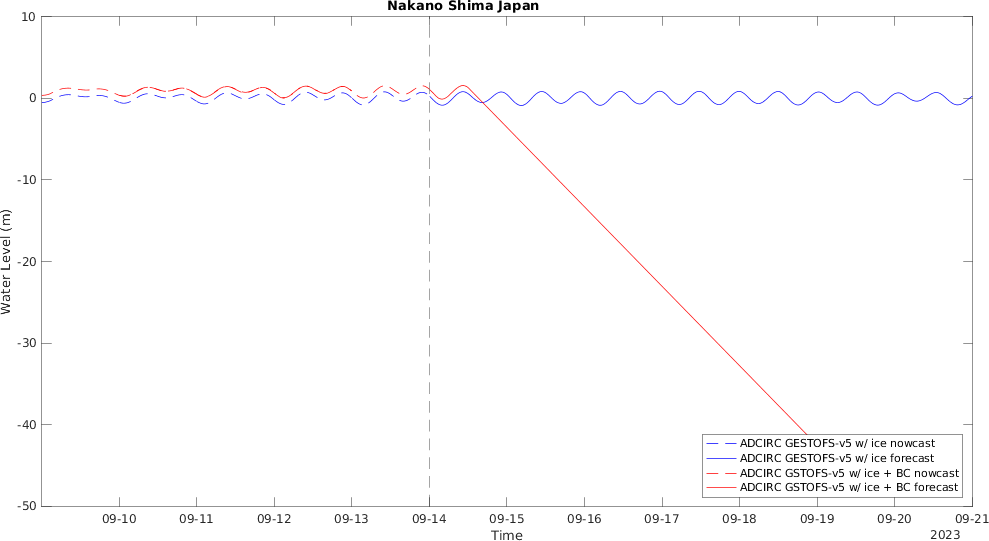 Nakano Shima Japan
10
0
-10
-20
-30
-40
-50
Water Level (m)
ADCIRC GESTOFS-v5 w/ ice nowcast
ADCIRC GESTOFS-v5 w/ ice forecast
ADCIRC GSTOFS-v5 w/ ice + BC nowcast
ADCIRC GSTOFS-v5 w/ ice + BC forecast
09-10 09-11 09-12 09-13 09-14 09-15 09-16 09-17 09-18 09-19 09-20 09-21
Time
2023